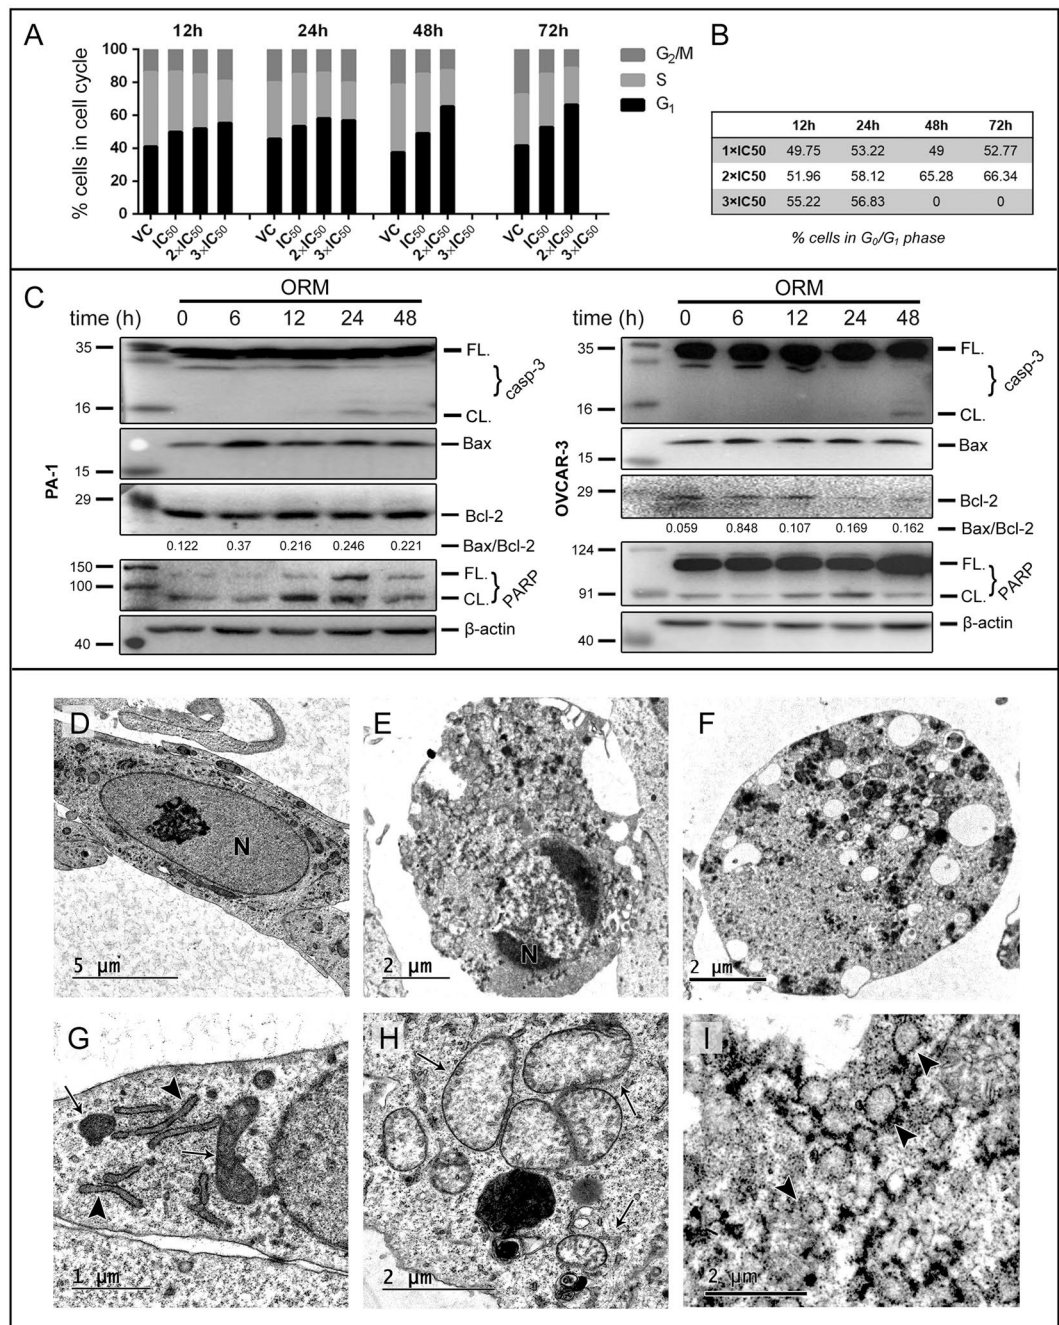 A
12h 24h 48h 72h
% cells in cell cycle
100
80
60
40
20
0
VC IC50 2×IC50 3×IC50 VC IC50 2×IC50 3×IC50 VC IC50 2×IC50 3×IC50 VC IC50 2×IC50 3×IC50
G2/M
S
G1
B
12h 24h 48h 72h
1×IC50 49.75 53.22 49 52.77
2×IC50 51.96 58.12 65.28 66.34
3×IC50 55.22 56.83 0 0
% cells in G0/G1 phase
C
ORM
time (h) 0 6 12 24 48
PA-1
35 FL.
} casp-3
16 CL.
Bax
15
29
Bcl-2
0.122 0.37 0.216 0.246 0.221 Bax/Bcl-2
150 FL.
100 } PARP
CL.
β-actin
40
ORM
time (h) 0 6 12 24 48
OVCAR-3
35 FL.
} casp-3
16 CL.
Bax
15
29
Bcl-2
0.059 0.848 0.107 0.169 0.162 Bax/Bcl-2
124
FL.
} PARP
91 CL.
β-actin
40
D
N
5 µm
E
N
2 µm
F
2 µm
G
1 µm
H
2 µm
I
2 µm